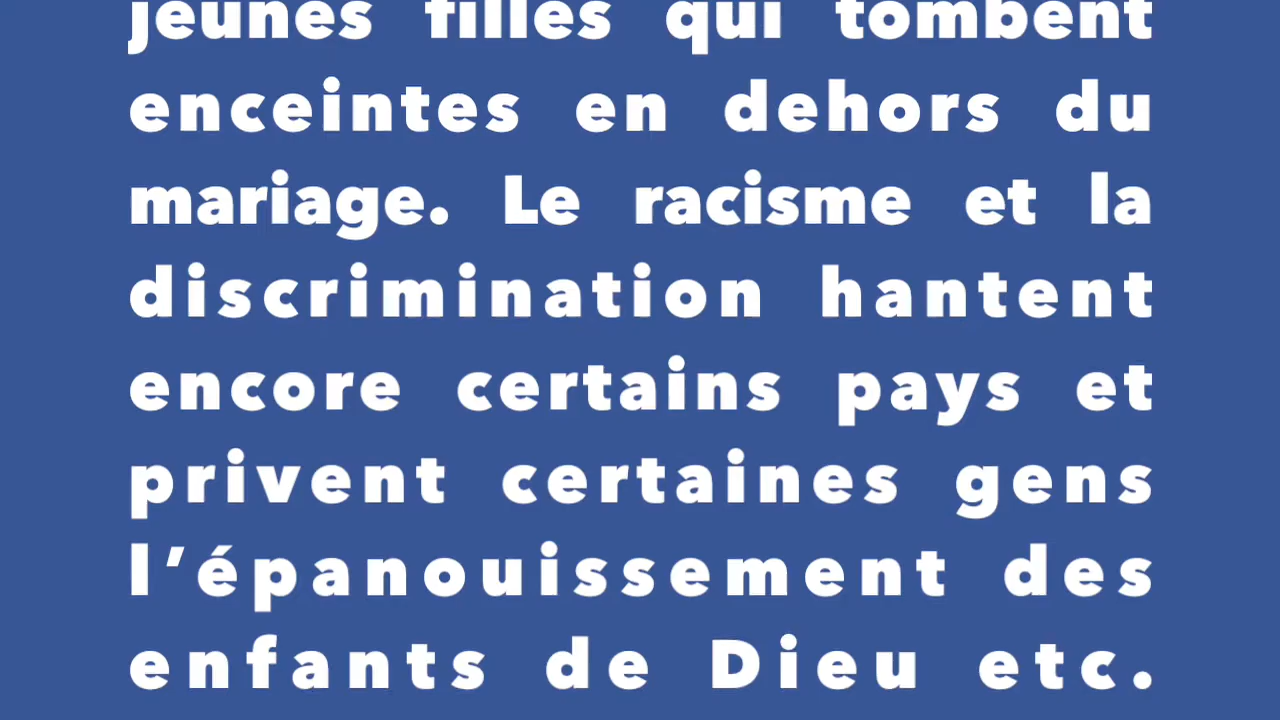 jeunes filles qui tombent
enceintes en dehors du
mariage. Le racisme et la
discrimination hantent
encore certains pays et
privent certaines gens
l’épanouissement des
enfants de Dieu etc.